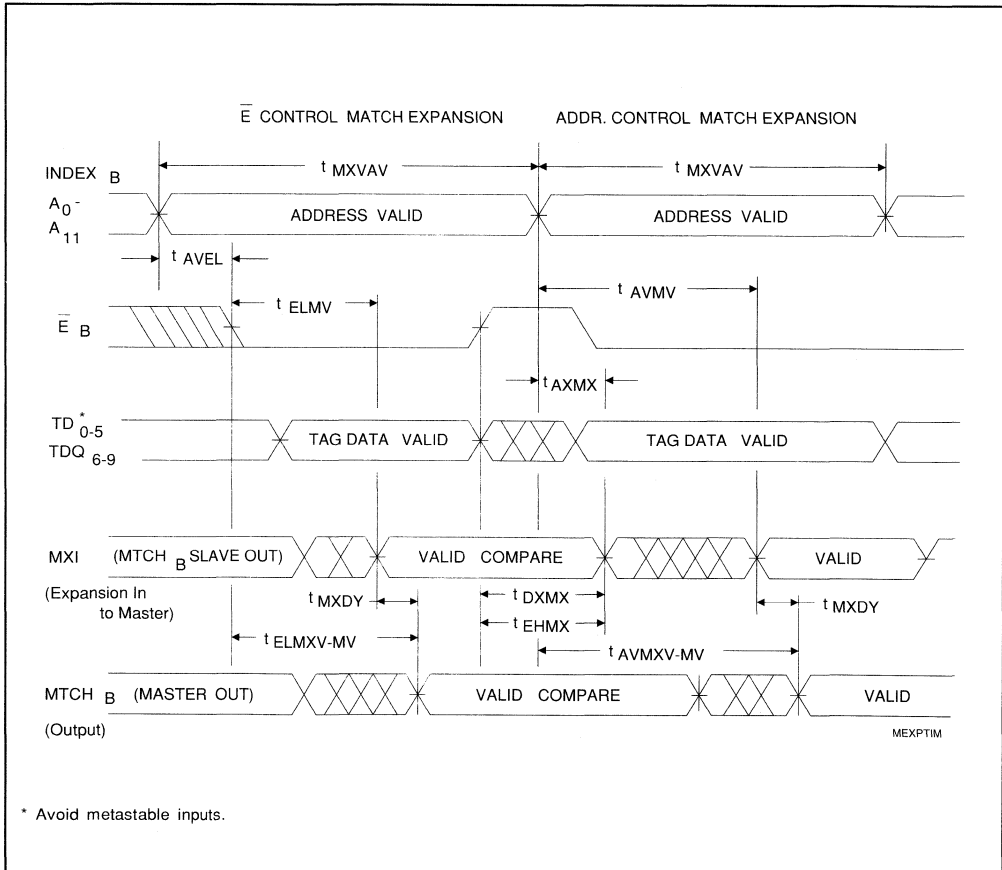 E CONTROL MATCH EXPANSION
ADDR. CONTROL MATCH EXPANSION
INDEX B
t MXVAV
t MXVAV
A0-
A11
ADDRESS VALID
ADDRESS VALID
t AVEL
t ELMV
t AVMV
E B
t AXMX
TD*0-5
TDQ 6-9
TAG DATA VALID
TAG DATA VALID
MXI
(MTCH B SLAVE OUT)
VALID COMPARE
VALID
(Expansion In
to Master)
t MXDY
t DXMX
t MXDY
t EHMX
t ELMXV-MV
t AVMXV-MV
MTCH B
(MASTER OUT)
VALID COMPARE
VALID
(Output)
MEXPTIM
* Avoid metastable inputs.